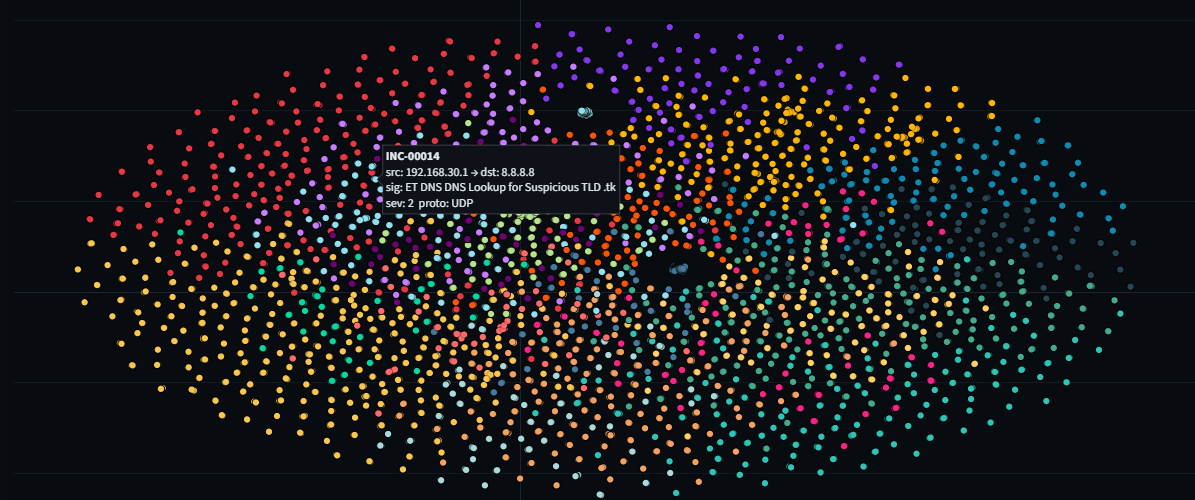 INC-00014
src: 192.168.30.1 → dst: 8.8.8.8
sig: ET DNS DNS Lookup for Suspicious TLD .tk
sev: 2 proto: UDP